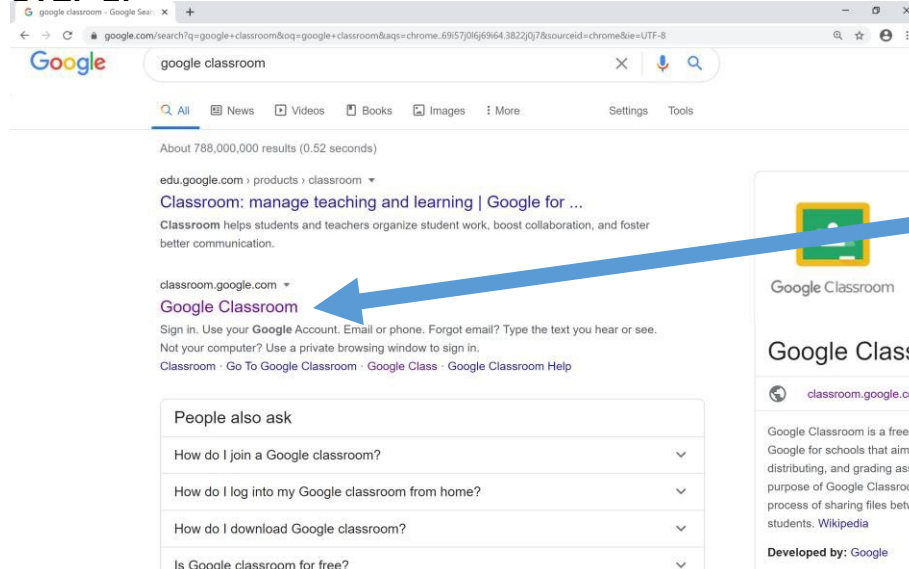 google classroom - Google Sear
google.com/search?q=google+classroom&oq=google+classroom&aqs=chrome..69i57j0l6j69i64.3822j0j7&sourceid=chrome&ie=UTF-8
Google
google classroom
All News Videos Books Images More Settings Tools
About 788,000,000 results (0.52 seconds)
edu.google.com › products › classroom
Classroom: manage teaching and learning | Google for ...
Classroom helps students and teachers organize student work, boost collaboration, and foster
better communication.
classroom.google.com
Google Classroom
Sign in. Use your Google Account. Email or phone. Forgot email? Type the text you hear or see.
Not your computer? Use a private browsing window to sign in.
Classroom · Go To Google Classroom · Google Class · Google Classroom Help
People also ask
How do I join a Google classroom?
How do I log into my Google classroom from home?
How do I download Google classroom?
Is Google classroom for free?
Google Classroom
Google Clas
classroom.google.c
Google Classroom is a free
Google for schools that aim
distributing, and grading as
purpose of Google Classro
process of sharing files bet
students. Wikipedia
Developed by: Google